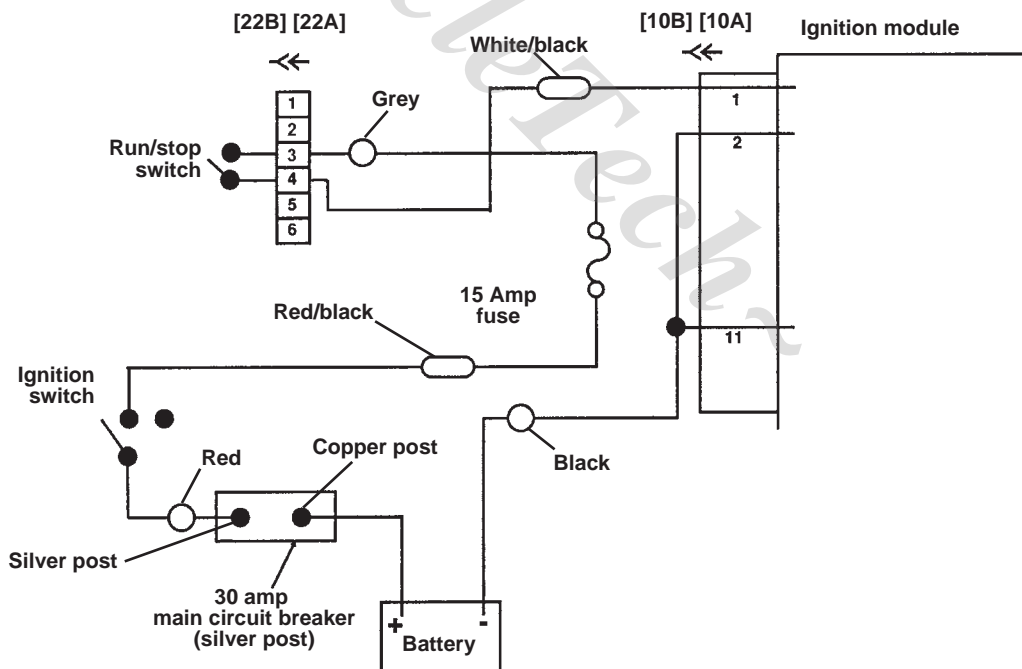 [22B] [22A]
[10B] [10A]
Ignition module
White/black
Grey
1
2
3
4
5
6
Run/stop
switch
1
2
11
15 Amp
fuse
Red/black
Ignition
switch
Red
Copper post
Black
Silver post
30 amp
main circuit breaker
(silver post)
+
-
Battery
cleTech~